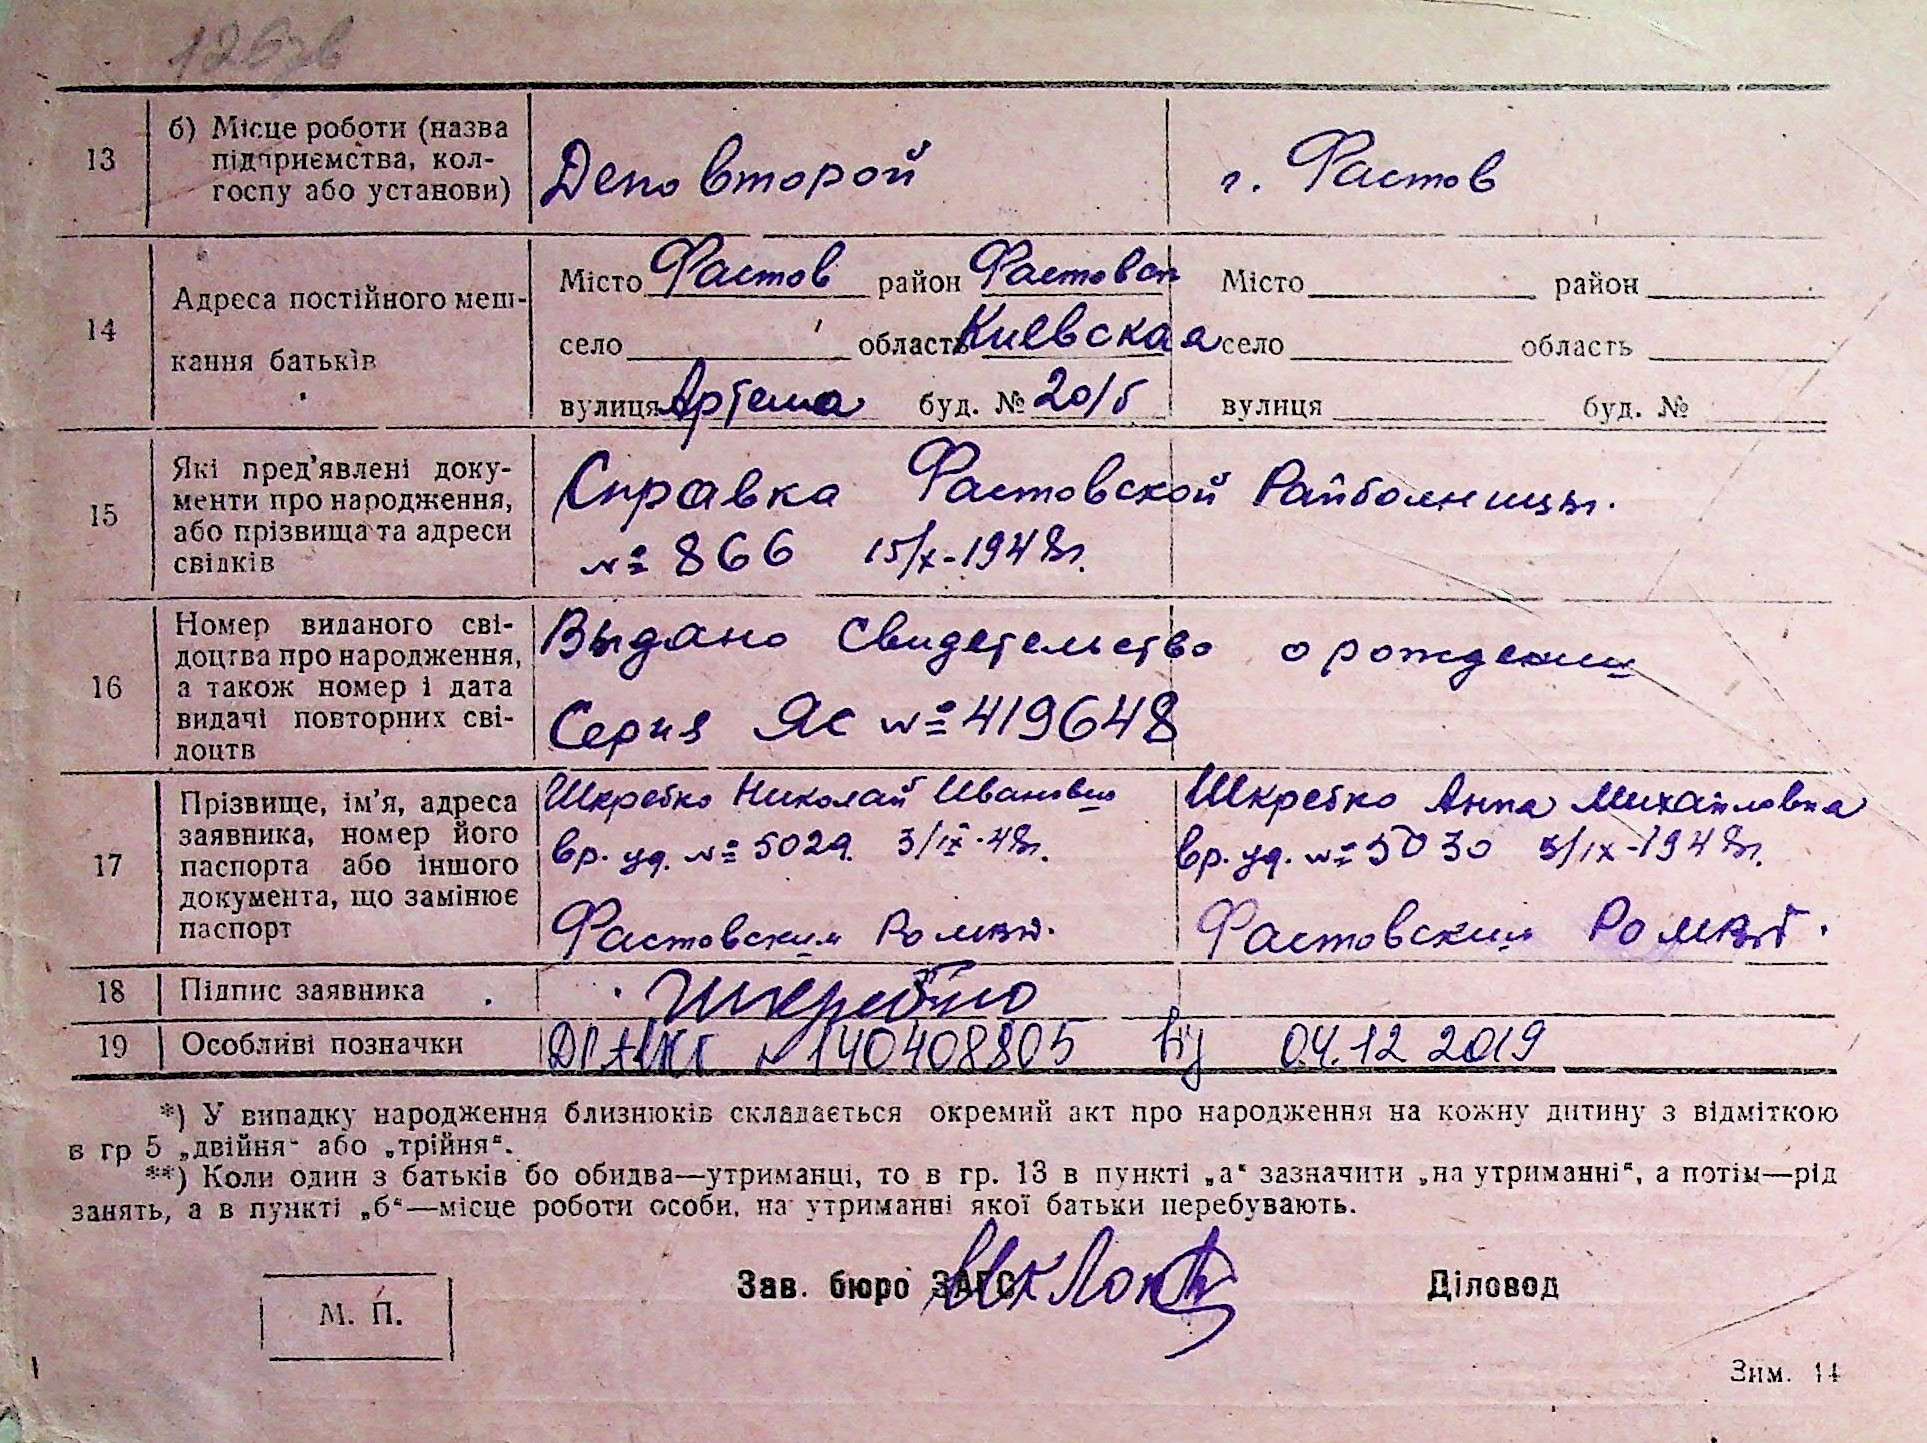 126зв
13 б) Місце роботи (назва підприємства, колгоспу або установи) Депо второй г. Фастов
14 Адреса постійного мешкання батьків
Місто Фастов район Фастовск Місто район
село область Киевская село область
вулиця Артема буд. № 20/б вулиця буд. №
15 Які пред'явлені документи про народження, або прізвища та адреси свідків
Справка Фастовской Райболницы.
№ 866 15/X-1948г.
16 Номер виданого свідоцтва про народження, а також номер і дата видачі повторних свідоцтв
Выдано Свидетельство о рождении
Серия ЯС № 419648
17 Прізвище, ім'я, адреса заявника, номер його паспорта або іншого документа, що замінює паспорт
Шкребко Николай Иванович Шкребко Анна Михайловна
вр. уд. № 5029 3/IX-48г. вр. уд. № 5030 3/IX-1948г.
Фастовским Фастовским
18 Підпис заявника Шкребко
19 Особливі позначки № 140408805 від 04.12 2019
*) У випадку народження близнюків складається окремий акт про народження на кожну дитину з відміткою
в гр 5 „двійня“ або „трійня“.
**) Коли один з батьків бо обидва—утриманці, то в гр. 13 в пункті „а“ зазначити „на утриманні“, а потім—рід
занять, а в пункті „б“—місце роботи особи, на утриманні якої батьки перебувають.
Зав. бюро ЗАГС Діловод
М. П.
Зим. 14